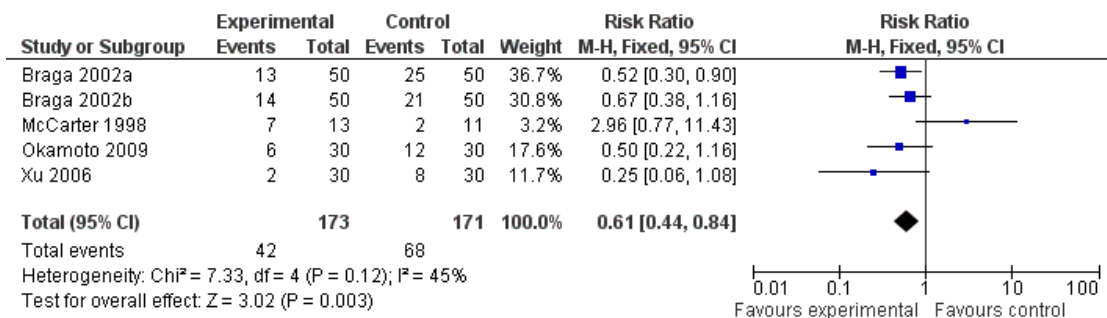 Experimental Control Risk Ratio Risk Ratio
Study or Subgroup Events Total Events Total Weight M-H, Fixed, 95% CI M-H, Fixed, 95% CI
Braga 2002a 13 50 25 50 36.7% 0.52 [0.30, 0.90]
Braga 2002b 14 50 21 50 30.8% 0.67 [0.38, 1.16]
McCarter 1998 7 13 2 11 3.2% 2.96 [0.77, 11.43]
Okamoto 2009 6 30 12 30 17.6% 0.50 [0.22, 1.16]
Xu 2006 2 30 8 30 11.7% 0.25 [0.06, 1.08]
Total (95% CI) 173 171 100.0% 0.61 [0.44, 0.84]
Total events 42 68
Heterogeneity: Chi² = 7.33, df = 4 (P = 0.12); I² = 45%
Test for overall effect: Z = 3.02 (P = 0.003)
0.01 0.1 1 10 100
Favours experimental Favours control